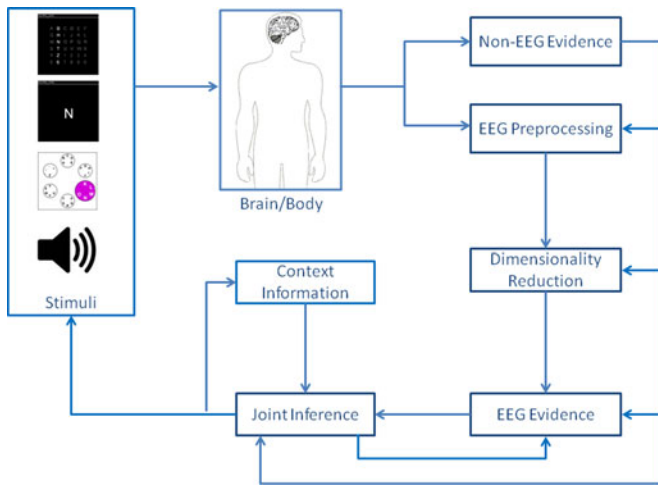 N
Stimuli
Brain/Body
Non-EEG Evidence
EEG Preprocessing
Dimensionality
Reduction
Context
Information
Joint Inference
EEG Evidence